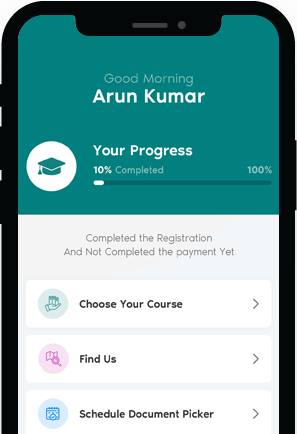 Good Morning
Arun Kumar
Your Progress
10% Completed 100%
Completed the Registration
And Not Completed the payment Yet
Choose Your Course
Find Us
Schedule Document Picker